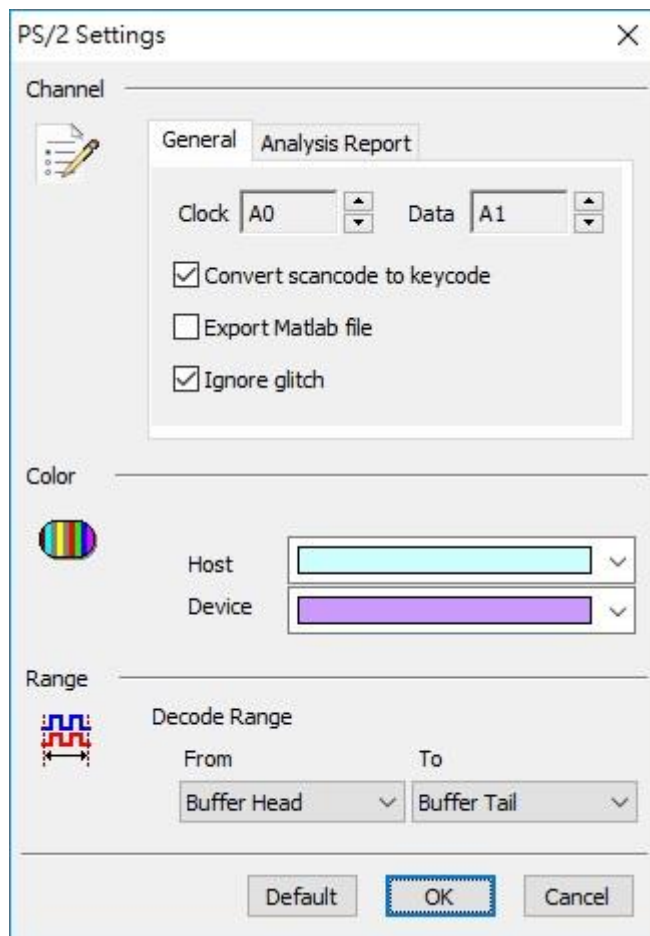 PS/2 Settings
Channel
General Analysis Report
Clock A0 Data A1
Convert scancode to keycode
Export Matlab file
Ignore glitch
Color
Host
Device
Range
Decode Range
From To
Buffer Head Buffer Tail
Default OK Cancel